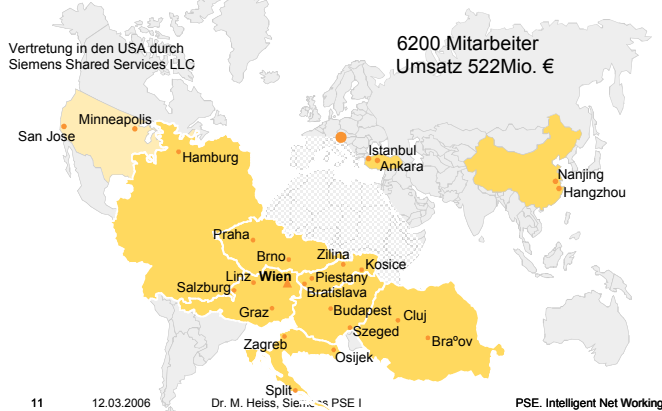 Vertretung in den USA durch
Siemens Shared Services LLC
6200 Mitarbeiter
Umsatz 522Mio. €
Minneapolis
San Jose
Hamburg
Istanbul
Ankara
Nanjing
Hangzhou
Praha
Brno
Zilina
Kosice
Linz
Wien
Piestany
Salzburg
Bratislava
Graz
Budapest
Cluj
Szeged
Braºov
Zagreb
Osijek
Split
11 12.03.2006 Dr. M. Heiss, Siemens PSE I PSE. Intelligent Net Working